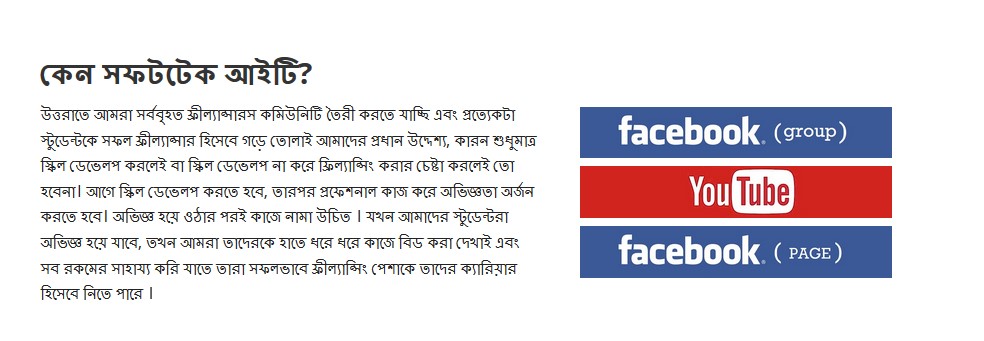 কেন সফটটেক আইটি?
উত্তরাতে আমরা সর্ববৃহত ফ্রীল্যান্সারস কমিউনিটি তৈরী করতে যাচ্ছি এবং প্রত্যেকটা
স্টুডেন্টকে সফল ফ্রীল্যান্সার হিসেবে গড়ে তোলাই আমাদের প্রধান উদ্দেশ্য, কারন শুধুমাত্র
স্কিল ডেভেলপ করলেই বা স্কিল ডেভেলপ না করে ফ্রিল্যান্সিং করার চেষ্টা করলেই তো
হবেনা। আগে স্কিল ডেভেলপ করতে হবে, তারপর প্রফেশনাল কাজ করে অভিজ্ঞতা অর্জন
করতে হবে। অভিজ্ঞ হয়ে ওঠার পরই কাজে নামা উচিত । যখন আমাদের স্টুডেন্টরা
অভিজ্ঞ হয়ে যাবে, তখন আমরা তাদেরকে হাতে ধরে ধরে কাজে বিড করা দেখাই এবং
সব রকমের সাহায্য করি যাতে তারা সফলভাবে ফ্রীল্যান্সিং পেশাকে তাদের ক্যারিয়ার
হিসেবে নিতে পারে ।
facebook (group)
YouTube
facebook ( PAGE )